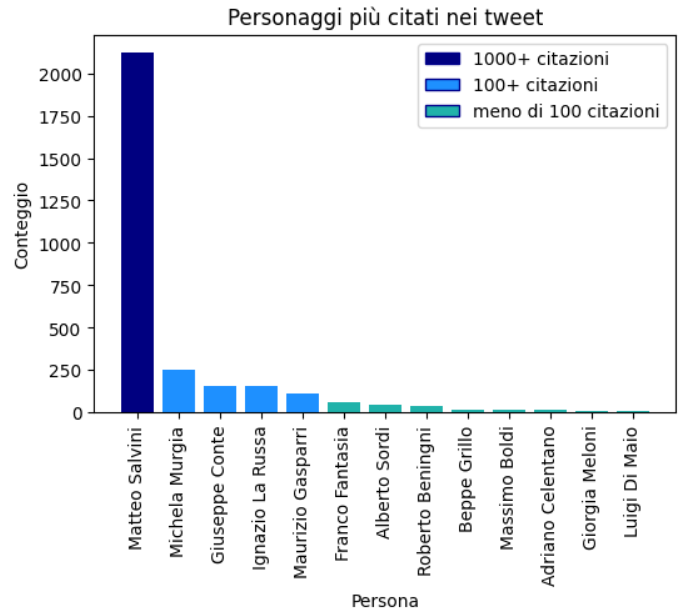 Personaggi più citati nei tweet
1000+ citazioni
100+ citazioni
meno di 100 citazioni
Conteggio
2000
1750
1500
1250
1000
750
500
250
0
Matteo Salvini
Michela Murgia
Giuseppe Conte
Ignazio La Russa
Maurizio Gasparri
Franco Fantasia
Alberto Sordi
Roberto Beningni
Beppe Grillo
Massimo Boldi
Adriano Celentano
Giorgia Meloni
Luigi Di Maio
Persona